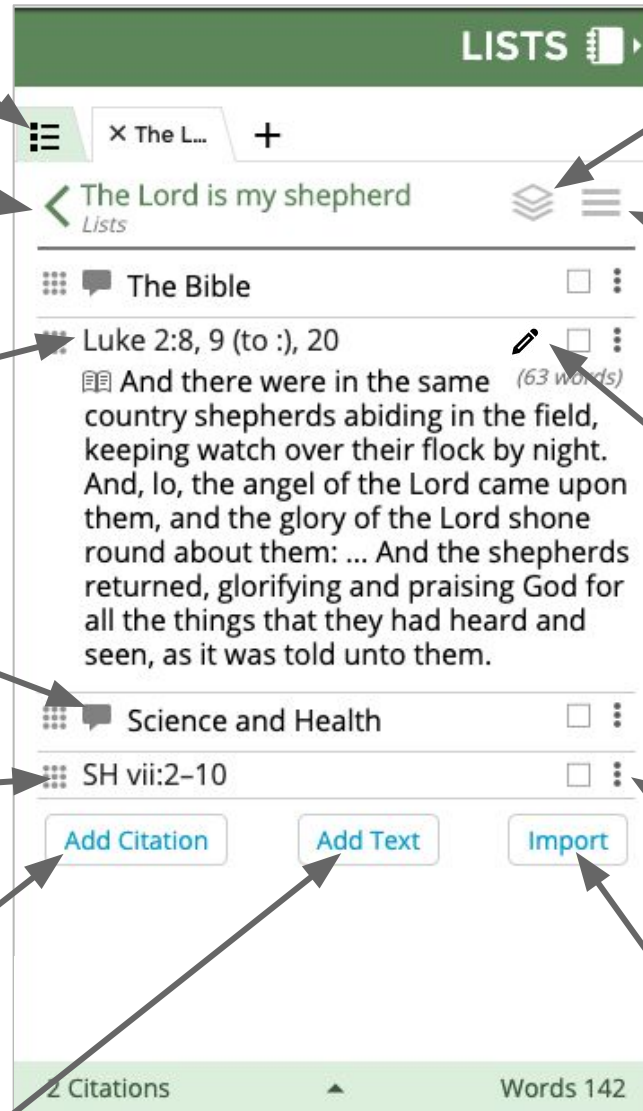 LISTS
× The L...
+
The Lord is my shepherd
Lists
The Bible
Luke 2:8, 9 (to :), 20
(63 words)
And there were in the same
country shepherds abiding in the field,
keeping watch over their flock by night.
And, lo, the angel of the Lord came upon
them, and the glory of the Lord shone
round about them: ... And the shepherds
returned, glorifying and praising God for
all the things that they had heard and
seen, as it was told unto them.
Science and Health
SH vii:2–10
Add Citation Add Text Import
2 Citations Words 142